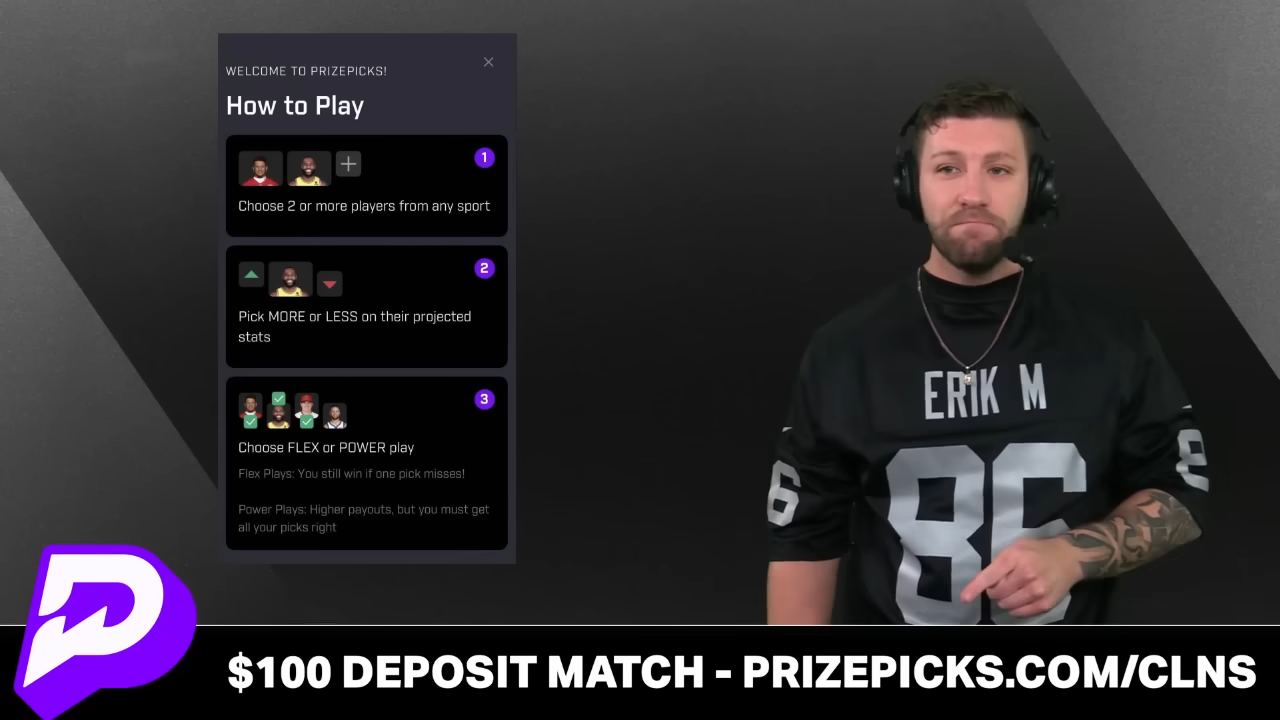 WELCOME TO PRIZEPICKS!
How to Play
1
Choose 2 or more players from any sport
2
Pick MORE or LESS on their projected
stats
3
Choose FLEX or POWER play
Flex Plays: You still win if one pick misses!
Power Plays: Higher payouts, but you must get
all your picks right
ERIK M
86
6
8
$100 DEPOSIT MATCH - PRIZEPICKS.COM/CLNS